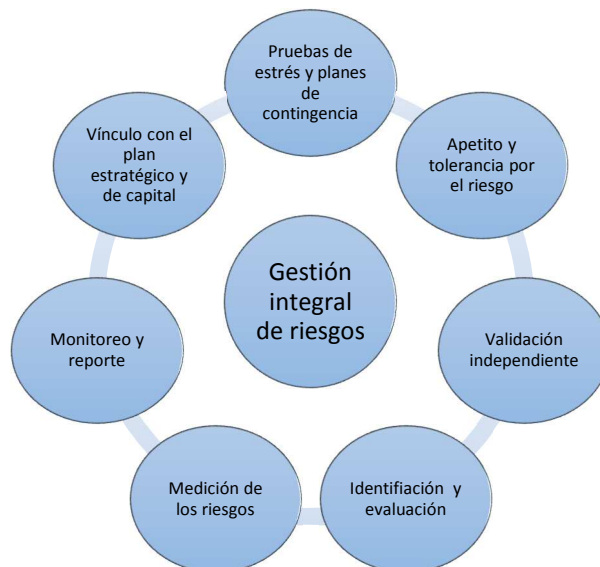 Pruebas de
estrés y planes
de
contingencia
Apetito y
tolerancia por
el riesgo
Validación
independiente
Identifiación y
evaluación
Medición de
los riesgos
Monitoreo y
reporte
Vínculo con el
plan
estratégico y
de capital
Gestión
integral
de riesgos